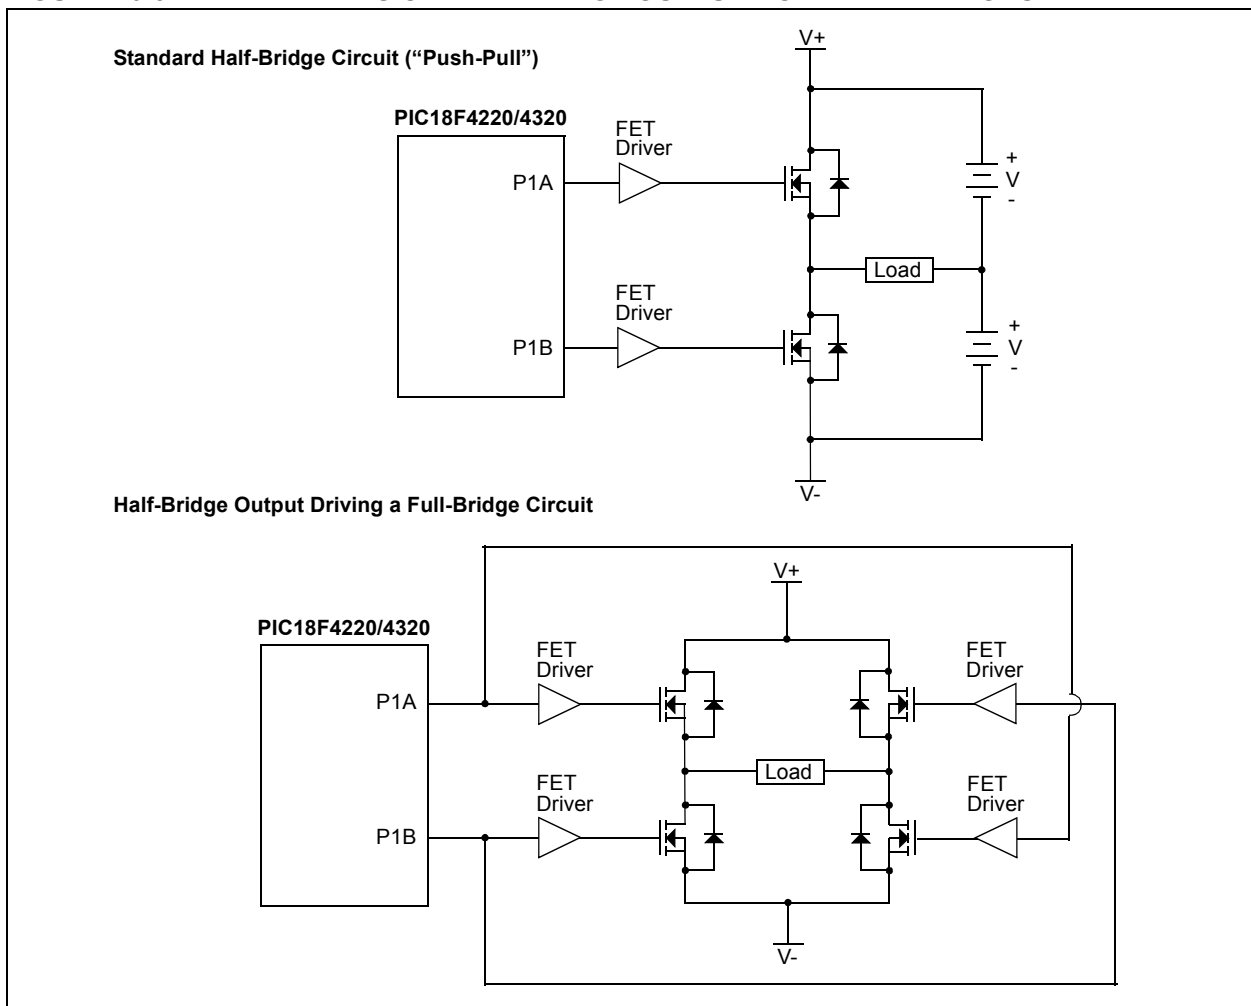 Standard Half-Bridge Circuit (“Push-Pull”)
V+
PIC18F4220/4320
FET
Driver
P1A
+
V
-
Load
FET
Driver
P1B
+
V
-
V-
Half-Bridge Output Driving a Full-Bridge Circuit
V+
PIC18F4220/4320
FET
Driver
FET
Driver
P1A
Load
FET
Driver
FET
Driver
P1B
V-